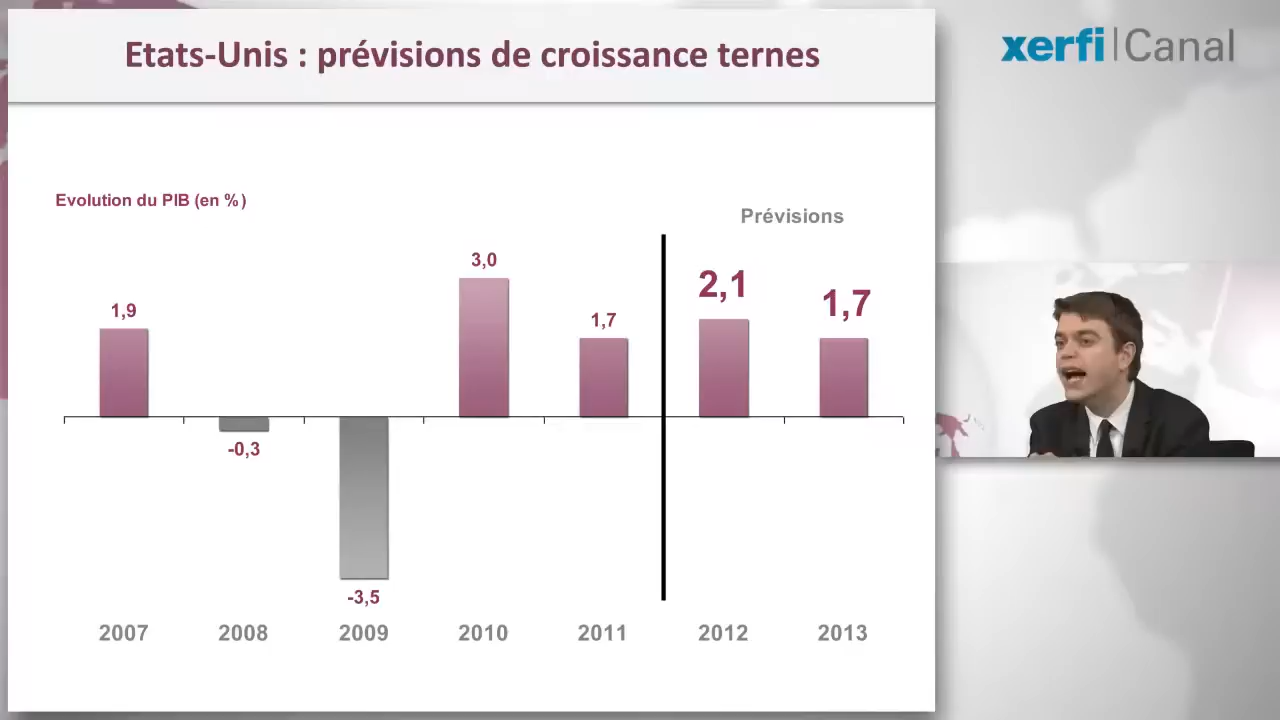 Etats-Unis : prévisions de croissance ternes
xerfi|Canal
Evolution du PIB (en %)
Prévisions
1,9
-0,3
-3,5
3,0
1,7
2,1
1,7
2007 2008 2009 2010 2011 2012 2013